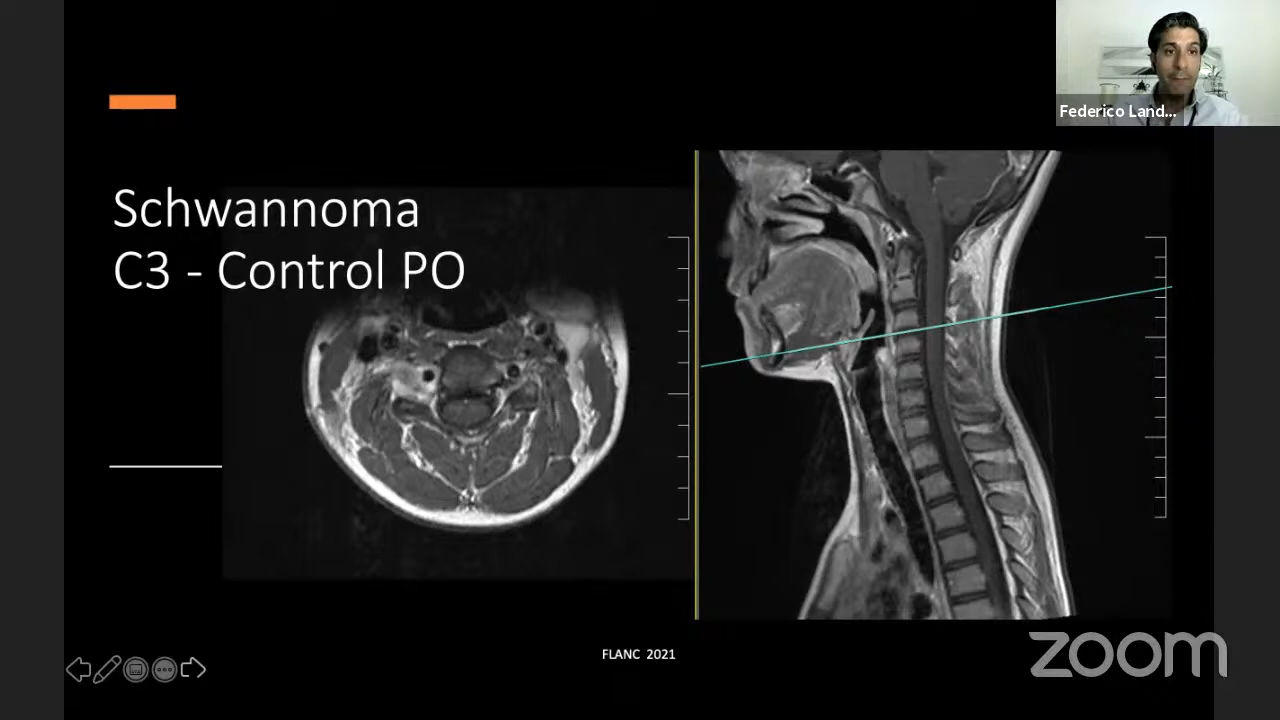 Federico Land...
Schwannoma
C3 - Control PO
FLANC 2021
zoom